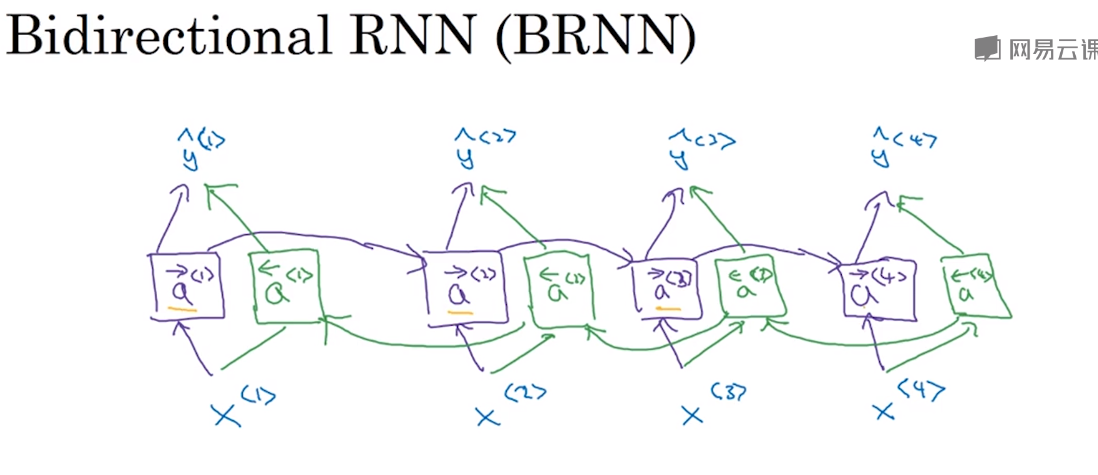 Bidirectional RNN (BRNN)
网易云课
ŷ<1> ŷ<2> ŷ<3> ŷ<4>
→a<1> ←a<1> →a<2> ←a<2> →a<3> ←a<3> →a<4> ←a<4>
x<1> x<2> x<3> x<4>